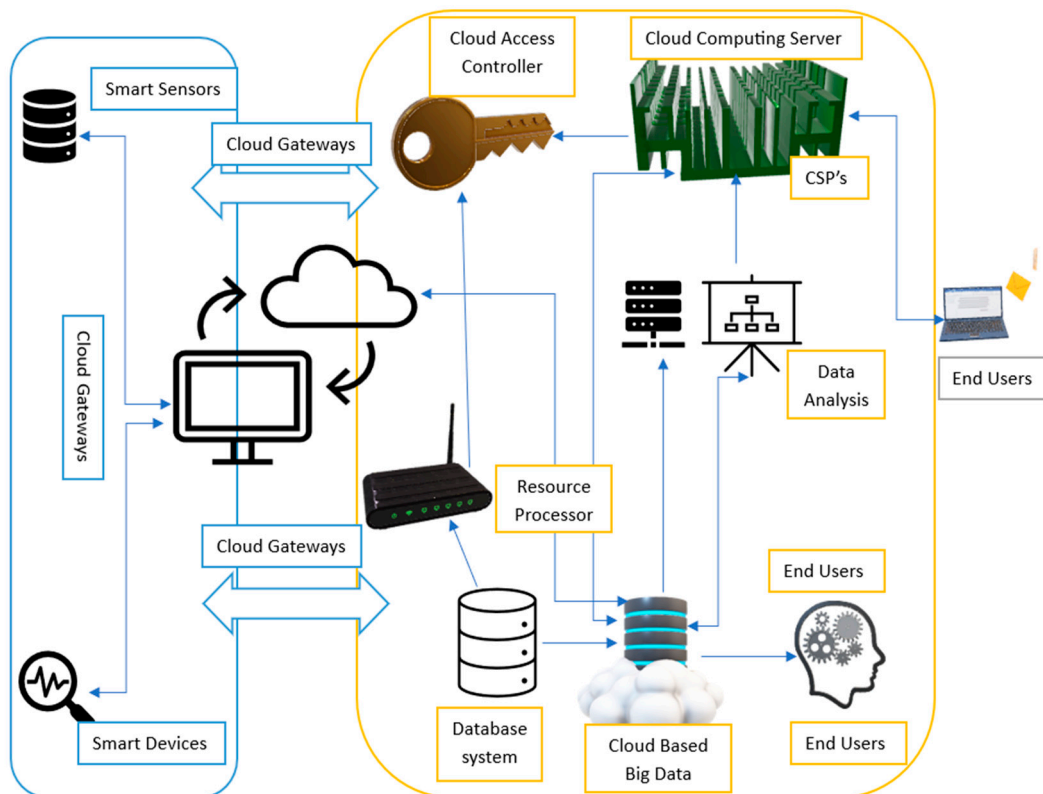 Cloud Access
Controller
Cloud Computing Server
Smart Sensors
Cloud Gateways
CSP's
Cloud Gateways
Data
Analysis
End Users
Resource
Processor
Cloud Gateways
End Users
Database
system
Cloud Based
Big Data
End Users
Smart Devices